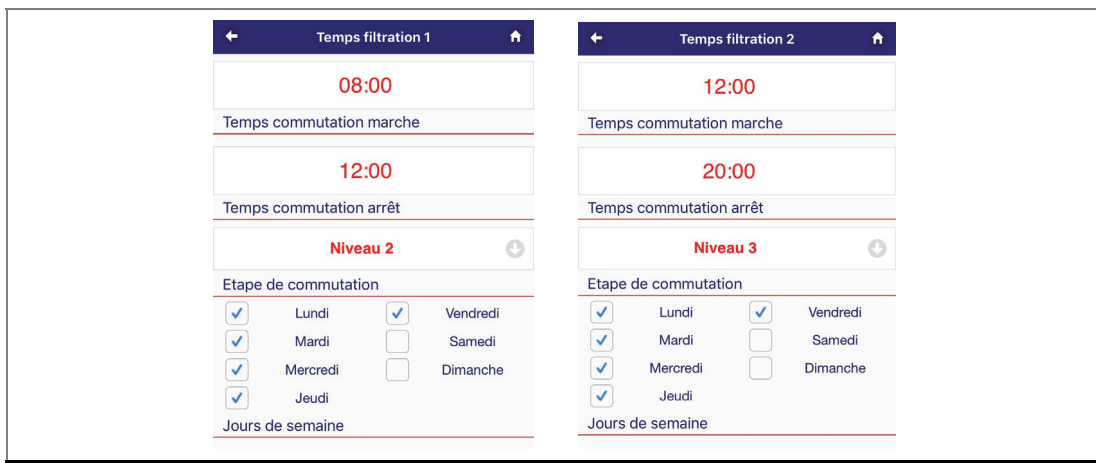 Temps filtration 1
08:00
Temps commutation marche
12:00
Temps commutation arrêt
Niveau 2
Etape de commutation
Lundi Vendredi
Mardi Samedi
Mercredi Dimanche
Jeudi
Jours de semaine
Temps filtration 2
12:00
Temps commutation marche
20:00
Temps commutation arrêt
Niveau 3
Etape de commutation
Lundi Vendredi
Mardi Samedi
Mercredi Dimanche
Jeudi
Jours de semaine